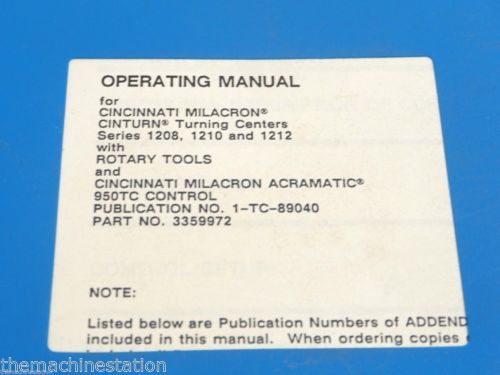 OPERATING MANUAL
for
CINCINNATI MILACRON®
CINTURN® Turning Centers
Series 1208, 1210 and 1212
with
ROTARY TOOLS
and
CINCINNATI MILACRON ACRAMATIC®
950TC CONTROL
PUBLICATION NO. 1-TC-89040
PART NO. 3359972
NOTE:
Listed below are Publication Numbers of ADDEND
included in this manual. When ordering copies
themachinestation